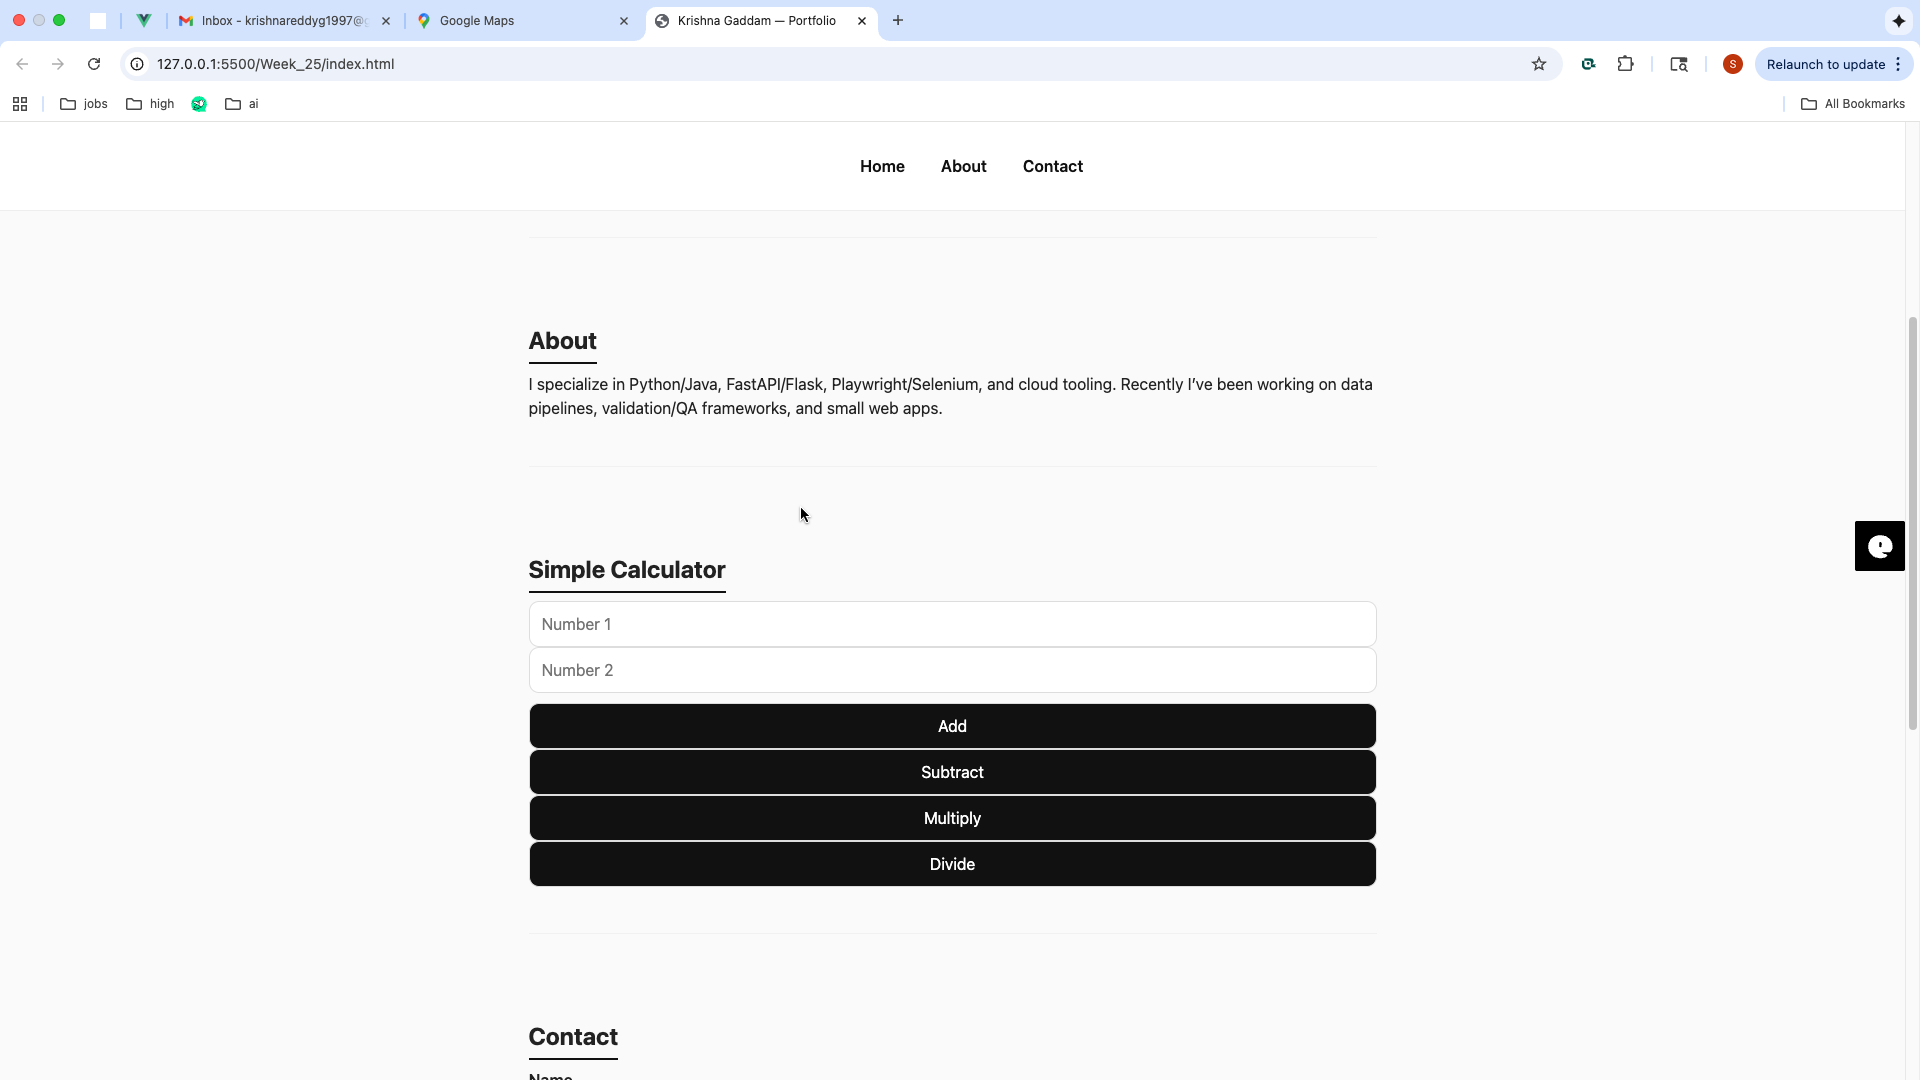 Inbox - krishnareddyg1997@g
Google Maps
Krishna Gaddam — Portfolio
127.0.0.1:5500/Week_25/index.html
S
Relaunch to update
jobs
high
ai
All Bookmarks
Home
About
Contact
About
I specialize in Python/Java, FastAPI/Flask, Playwright/Selenium, and cloud tooling. Recently I’ve been working on data
pipelines, validation/QA frameworks, and small web apps.
Simple Calculator
Number 1
Number 2
Add
Subtract
Multiply
Divide
Contact
Name